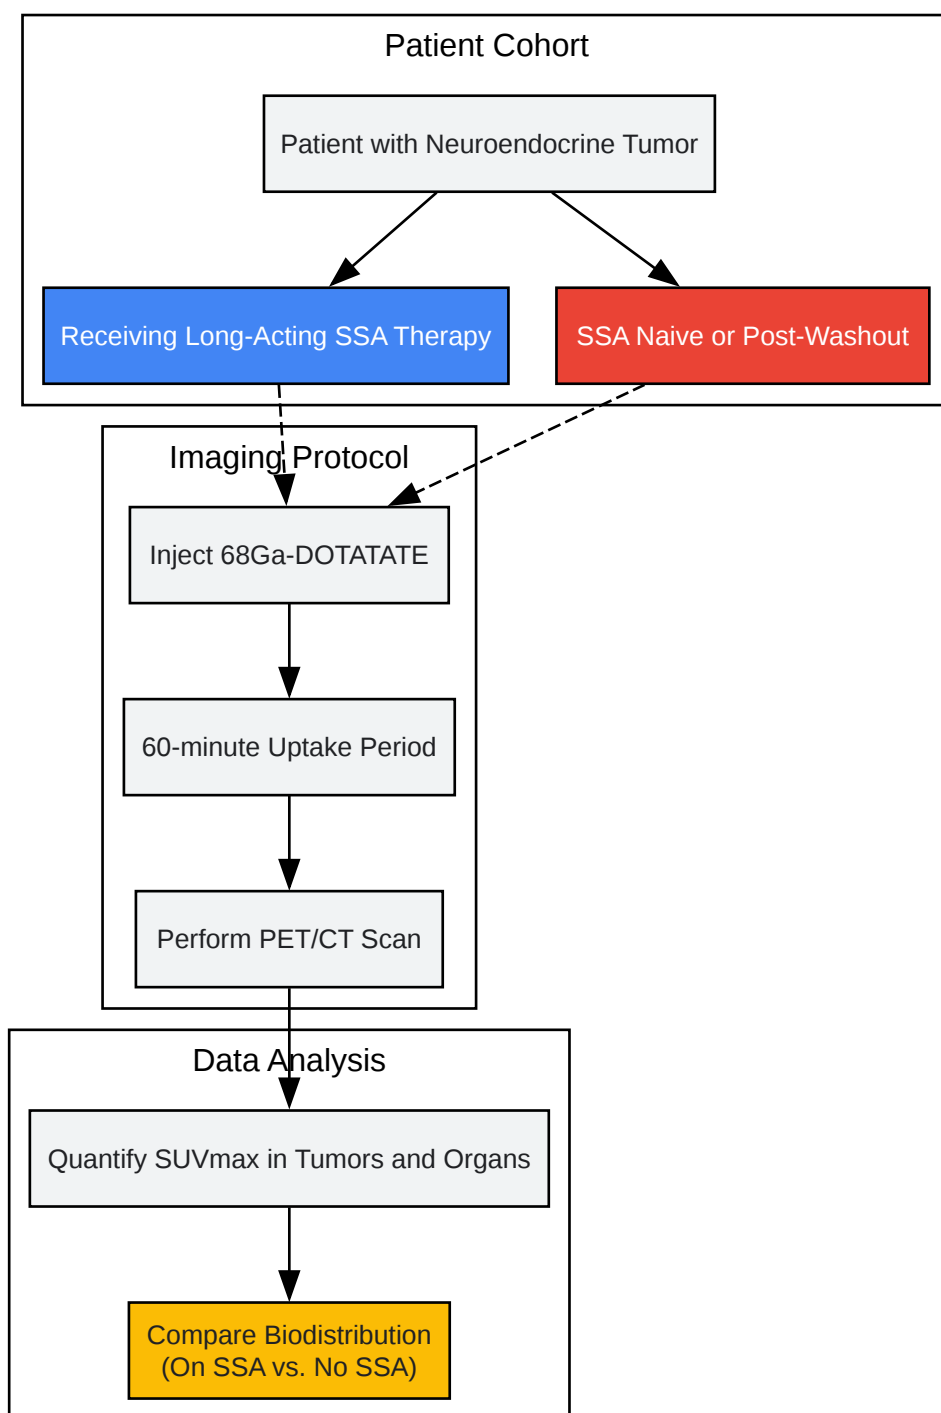 Patient Cohort
Patient with Neuroendocrine Tumor
Receiving Long-Acting SSA Therapy
SSA Naive or Post-Washout
Imaging Protocol
Inject 68Ga-DOTATATE
60-minute Uptake Period
Perform PET/CT Scan
Data Analysis
Quantify SUVmax in Tumors and Organs
Compare Biodistribution
(On SSA vs. No SSA)